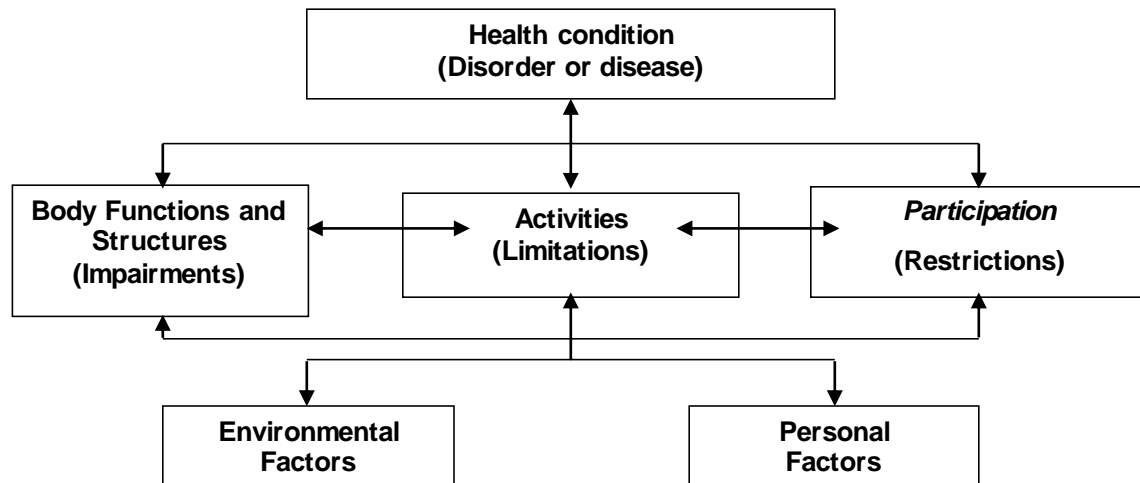 Health condition
(Disorder or disease)
Body Functions and
Structures
(Impairments)
Activities
(Limitations)
Participation
(Restrictions)
Environmental
Factors
Personal
Factors